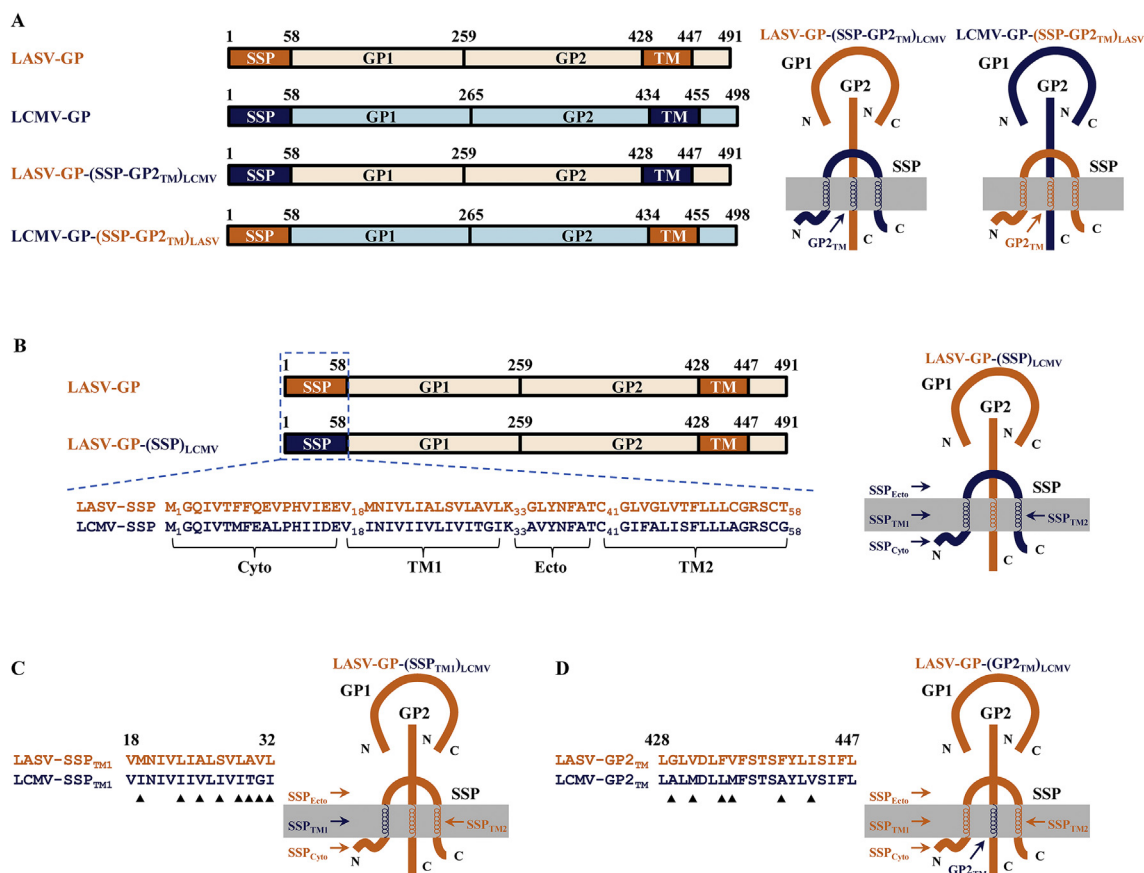 A
1 58 259 428 447 491
LASV-GP SSP GP1 GP2 TM
1 58 265 434 455 498
LCMV-GP SSP GP1 GP2 TM
1 58 259 428 447 491
LASV-GP-(SSP-GP2TM)LCMV SSP GP1 GP2 TM
1 58 265 434 455 498
LCMV-GP-(SSP-GP2TM)LASV SSP GP1 GP2 TM
LASV-GP-(SSP-GP2TM)LCMV
GP1
GP2
N N C
SSP
N C C
GP2TM
LCMV-GP-(SSP-GP2TM)LASV
GP1
GP2
N N C
SSP
N C C
GP2TM
B
1 58 259 428 447 491
LASV-GP SSP GP1 GP2 TM
1 58 259 428 447 491
LASV-GP-(SSP)LCMV SSP GP1 GP2 TM
LASV-SSP M1GQIVTFFQEVPHVIEEV18MNIVLIALSVLAVLK33GLYNFATC41GLVGLVTFLLLCGRSCT58
LCMV-SSP M1GQIVTMFEALPHIIDEV18INIVIIVLIVITGIK33AVYNFATC41GIFALISFLLLAGRSCG58
Cyto TM1 Ecto TM2
LASV-GP-(SSP)LCMV
GP1
GP2
N N C
SSPEcto SSP
SSPTM1 SSPTM2
SSPCyto
N C C
C
18 32
LASV-SSPTM1 VMNIVLIALSVLAVL
LCMV-SSPTM1 VINIVIIVLIVITGI
LASV-GP-(SSPTM1)LCMV
GP1
GP2
N N C
SSPEcto SSP
SSPTM1 SSPTM2
SSPCyto
N C C
D
428 447
LASV-GP2TM LGLVDLFVFSTSFYLISIFL
LCMV-GP2TM LALMDLLMFSTSAYLVSIFL
LASV-GP-(GP2TM)LCMV
GP1
GP2
N N C
SSPEcto SSP
SSPTM1 SSPTM2
SSPCyto
N C C
GP2TM